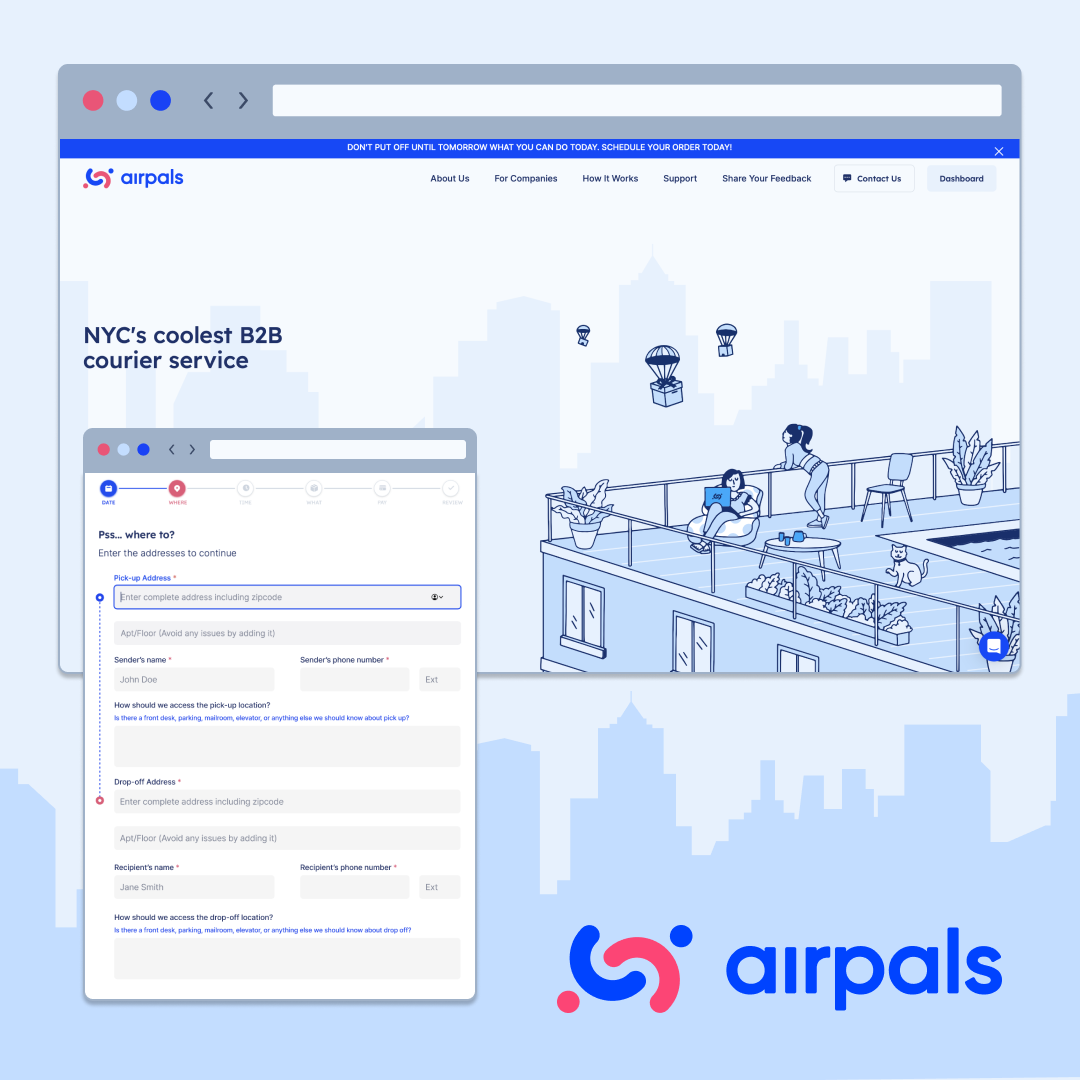 DON'T PUT OFF UNTIL TOMORROW WHAT YOU CAN DO TODAY. SCHEDULE YOUR ORDER TODAY!
airpals
About Us
For Companies
How It Works
Support
Share Your Feedback
Contact Us
Dashboard
NYC's coolest B2B
courier service
DATE
WHERE
TIME
WHAT
PAY
REVIEW
Pss... where to?
Enter the addresses to continue
Pick-up Address *
Enter complete address including zipcode
Apt/Floor (Avoid any issues by adding it)
Sender's name *
Sender's phone number *
John Doe
Ext
How should we access the pick-up location?
Is there a front desk, parking, mailroom, elevator, or anything else we should know about pick up?
Drop-off Address *
Enter complete address including zipcode
Apt/Floor (Avoid any issues by adding it)
Recipient's name *
Recipient's phone number *
Jane Smith
Ext
How should we access the drop-off location?
Is there a front desk, parking, mailroom, elevator, or anything else we should know about drop off?
airpals